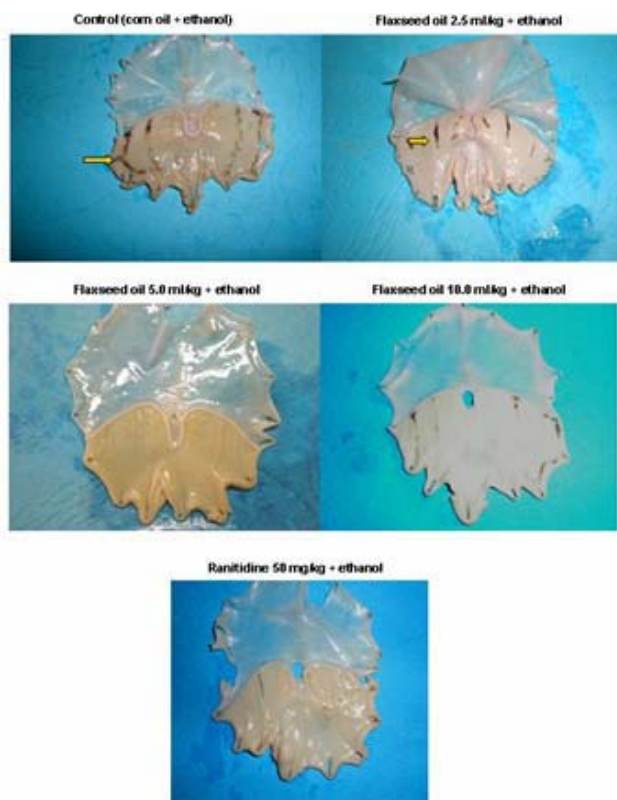 Control (corn oil + ethanol)
Flaxseed oil 2.5 ml/kg + ethanol
Flaxseed oil 5.0 ml/kg + ethanol
Flaxseed oil 10.0 ml/kg + ethanol
Ranitidine 50 mg/kg + ethanol